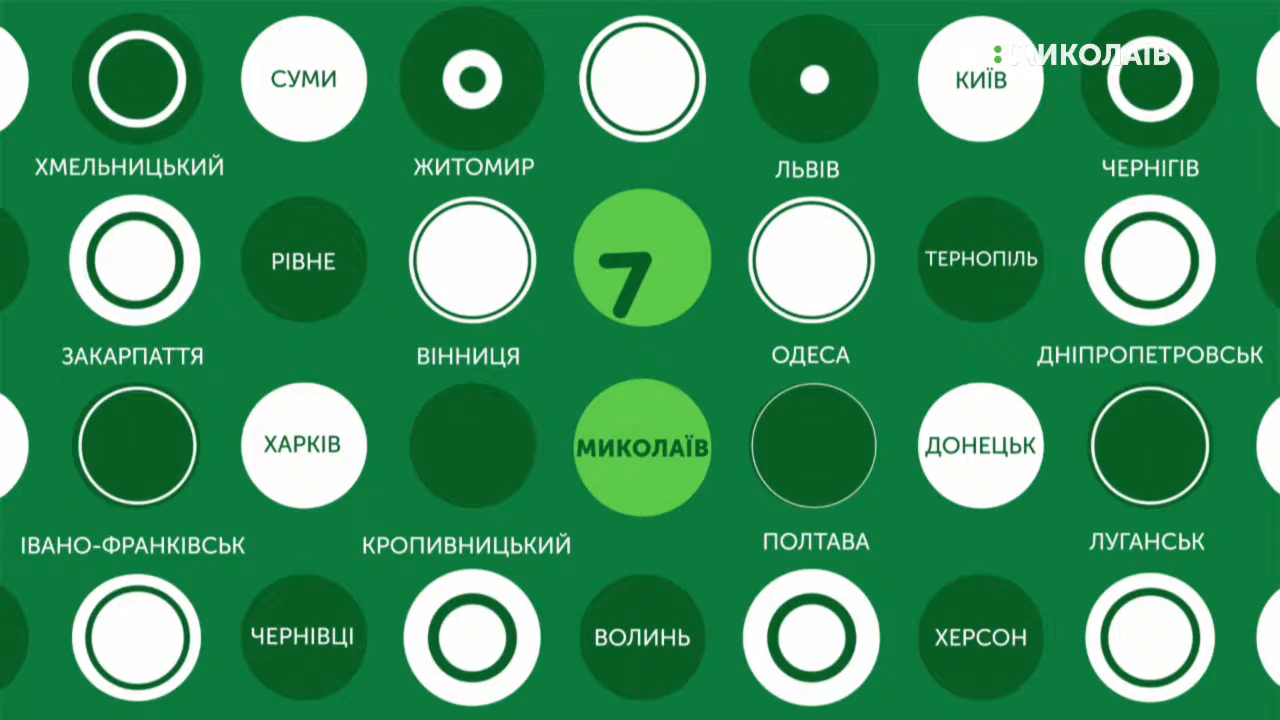 : МИКОЛАЇВ
СУМИ
КИЇВ
ХМЕЛЬНИЦЬКИЙ
ЖИТОМИР
ЛЬВІВ
ЧЕРНІГІВ
РІВНЕ
ТЕРНОПІЛЬ
ЗАКАРПАТТЯ
ВІННИЦЯ
ОДЕСА
ДНІПРОПЕТРОВСЬК
ХАРКІВ
МИКОЛАЇВ
ДОНЕЦЬК
ІВАНО-ФРАНКІВСЬК
КРОПИВНИЦЬКИЙ
ПОЛТАВА
ЛУГАНСЬК
ЧЕРНІВЦІ
ВОЛИНЬ
ХЕРСОН